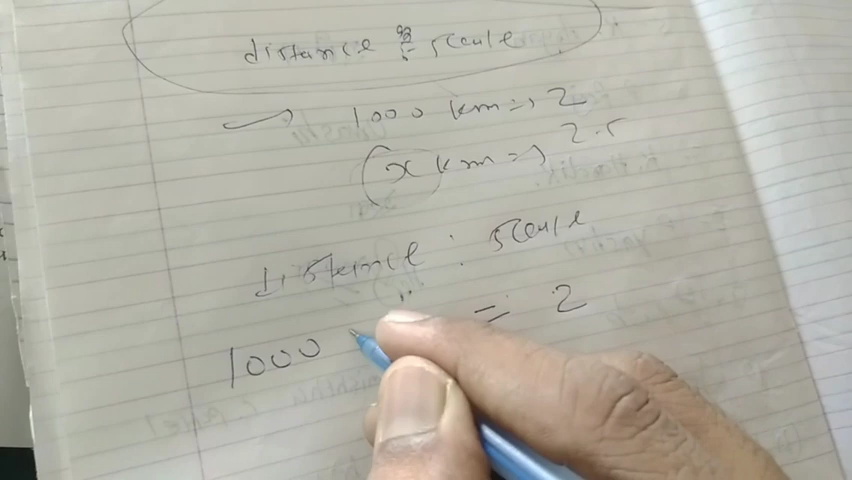 distance : scale
1000 km => 2
x km => 2.5
distance : scale
1000 = 2